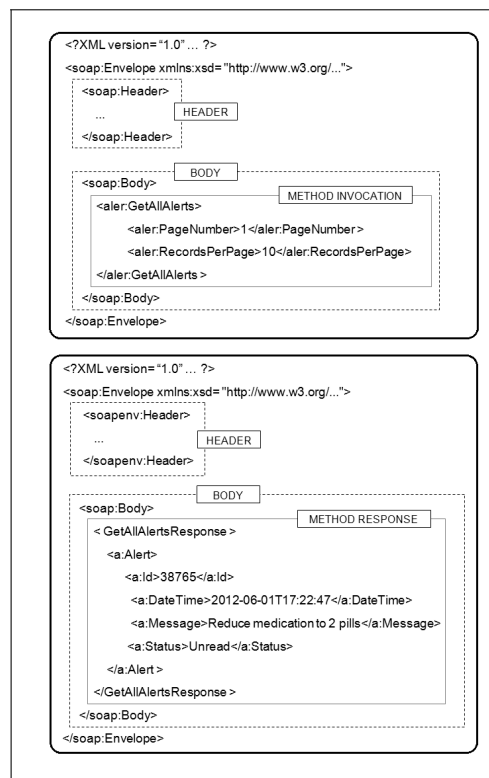 <?XML version= “1.0” … ?>
<soap:Envelope xmlns:xsd= "http://www.w3.org/...">
<soap:Header>
...
HEADER
</soap:Header>
BODY
<soap:Body>
METHOD INVOCATION
<aler:GetAllAlerts>
<aler:PageNumber>1</aler:PageNumber>
<aler:RecordsPerPage>10</aler:RecordsPerPage>
</aler:GetAllAlerts>
</soap:Body>
</soap:Envelope>
<?XML version= “1.0” … ?>
<soap:Envelope xmlns:xsd= "http://www.w3.org/...">
<soapenv:Header>
...
HEADER
</soapenv:Header>
BODY
<soap:Body>
METHOD RESPONSE
< GetAllAlertsResponse >
<a:Alert>
<a:Id>38765</a:Id>
<a:DateTime>2012-06-01T17:22:47</a:DateTime>
<a:Message>Reduce medication to 2 pills</a:Message>
<a:Status>Unread</a:Status>
</a:Alert >
</GetAllAlertsResponse >
</soap:Body>
</soap:Envelope>